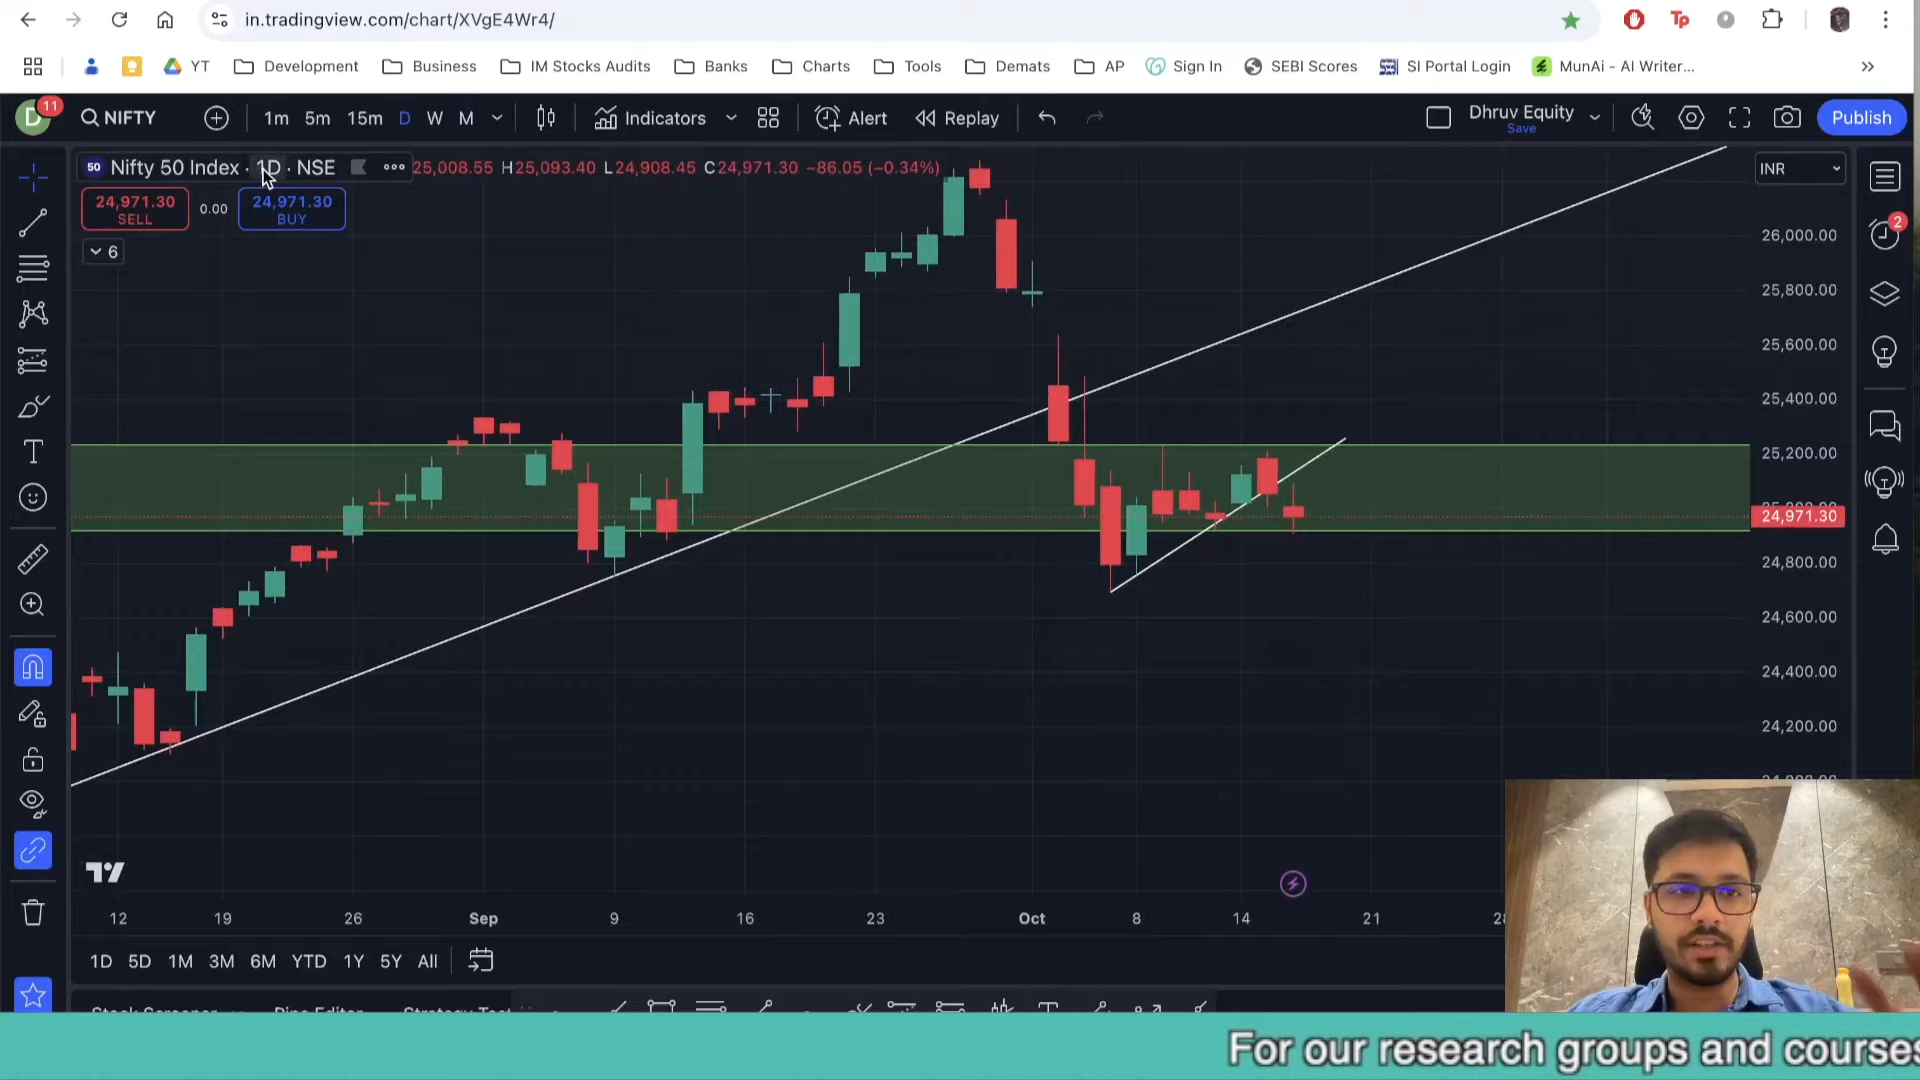 in.tradingview.com/chart/XVgE4Wr4/
Tp
YT Development Business IM Stocks Audits Banks Charts Tools Demats AP Sign In SEBI Scores SI Portal Login MunAi - AI Writer...
D 11 NIFTY 1m 5m 15m D W M Indicators Alert Replay Dhruv Equity Publish
Save
50 Nifty 50 Index · 1D · NSE 25,008.55 H25,093.40 L24,908.45 C24,971.30 −86.05 (−0.34%) INR
24,971.30 0.00 24,971.30
SELL BUY
2
6
26,000.00
25,800.00
25,600.00
25,400.00
25,200.00
24,971.30
24,800.00
24,600.00
24,400.00
24,200.00
12 19 26 Sep 9 16 23 Oct 8 14 21
1D 5D 1M 3M 6M YTD 1Y 5Y All
For our research groups and courses